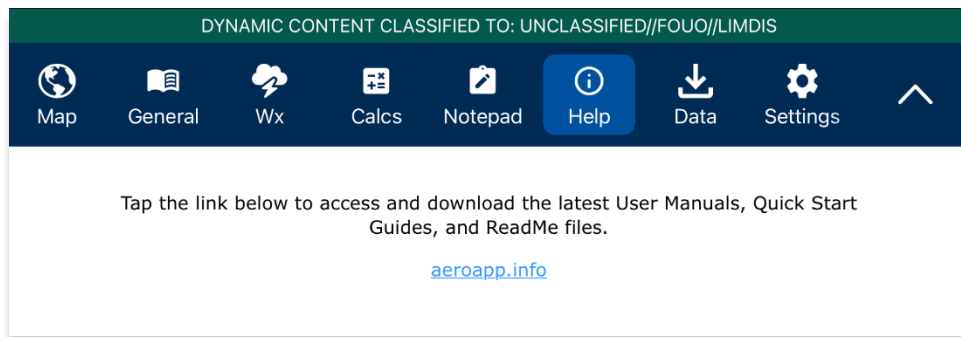 DYNAMIC CONTENT CLASSIFIED TO: UNCLASSIFIED//FOUO//LIMDIS
Map General Wx Calcs Notepad Help Data Settings
Tap the link below to access and download the latest User Manuals, Quick Start
Guides, and ReadMe files.
aeroapp.info